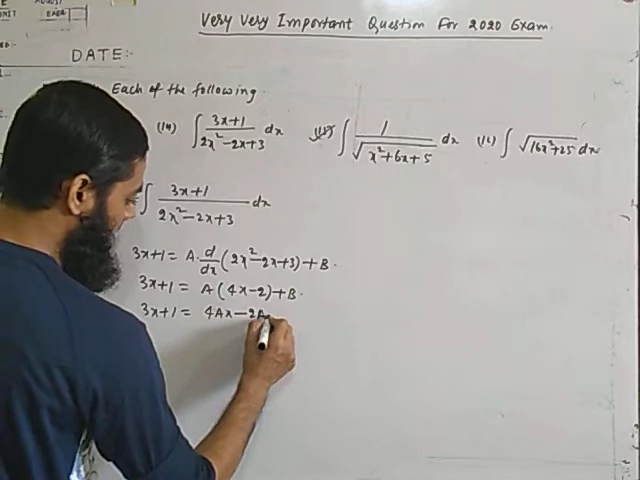 Very Very Important Question For 2020 Exam.
DATE:-
Each of the following.
(14) ∫ 3x+1 / 2x²-2x+3 dx (15) ∫ 1 / √x²+6x+5 dx (16) ∫ √16x²+25 dx
∫ 3x+1 / 2x²-2x+3 dx
3x+1 = A. d/dx (2x²-2x+3) + B.
3x+1 = A(4x-2)+B.
3x+1 = 4Ax-2A